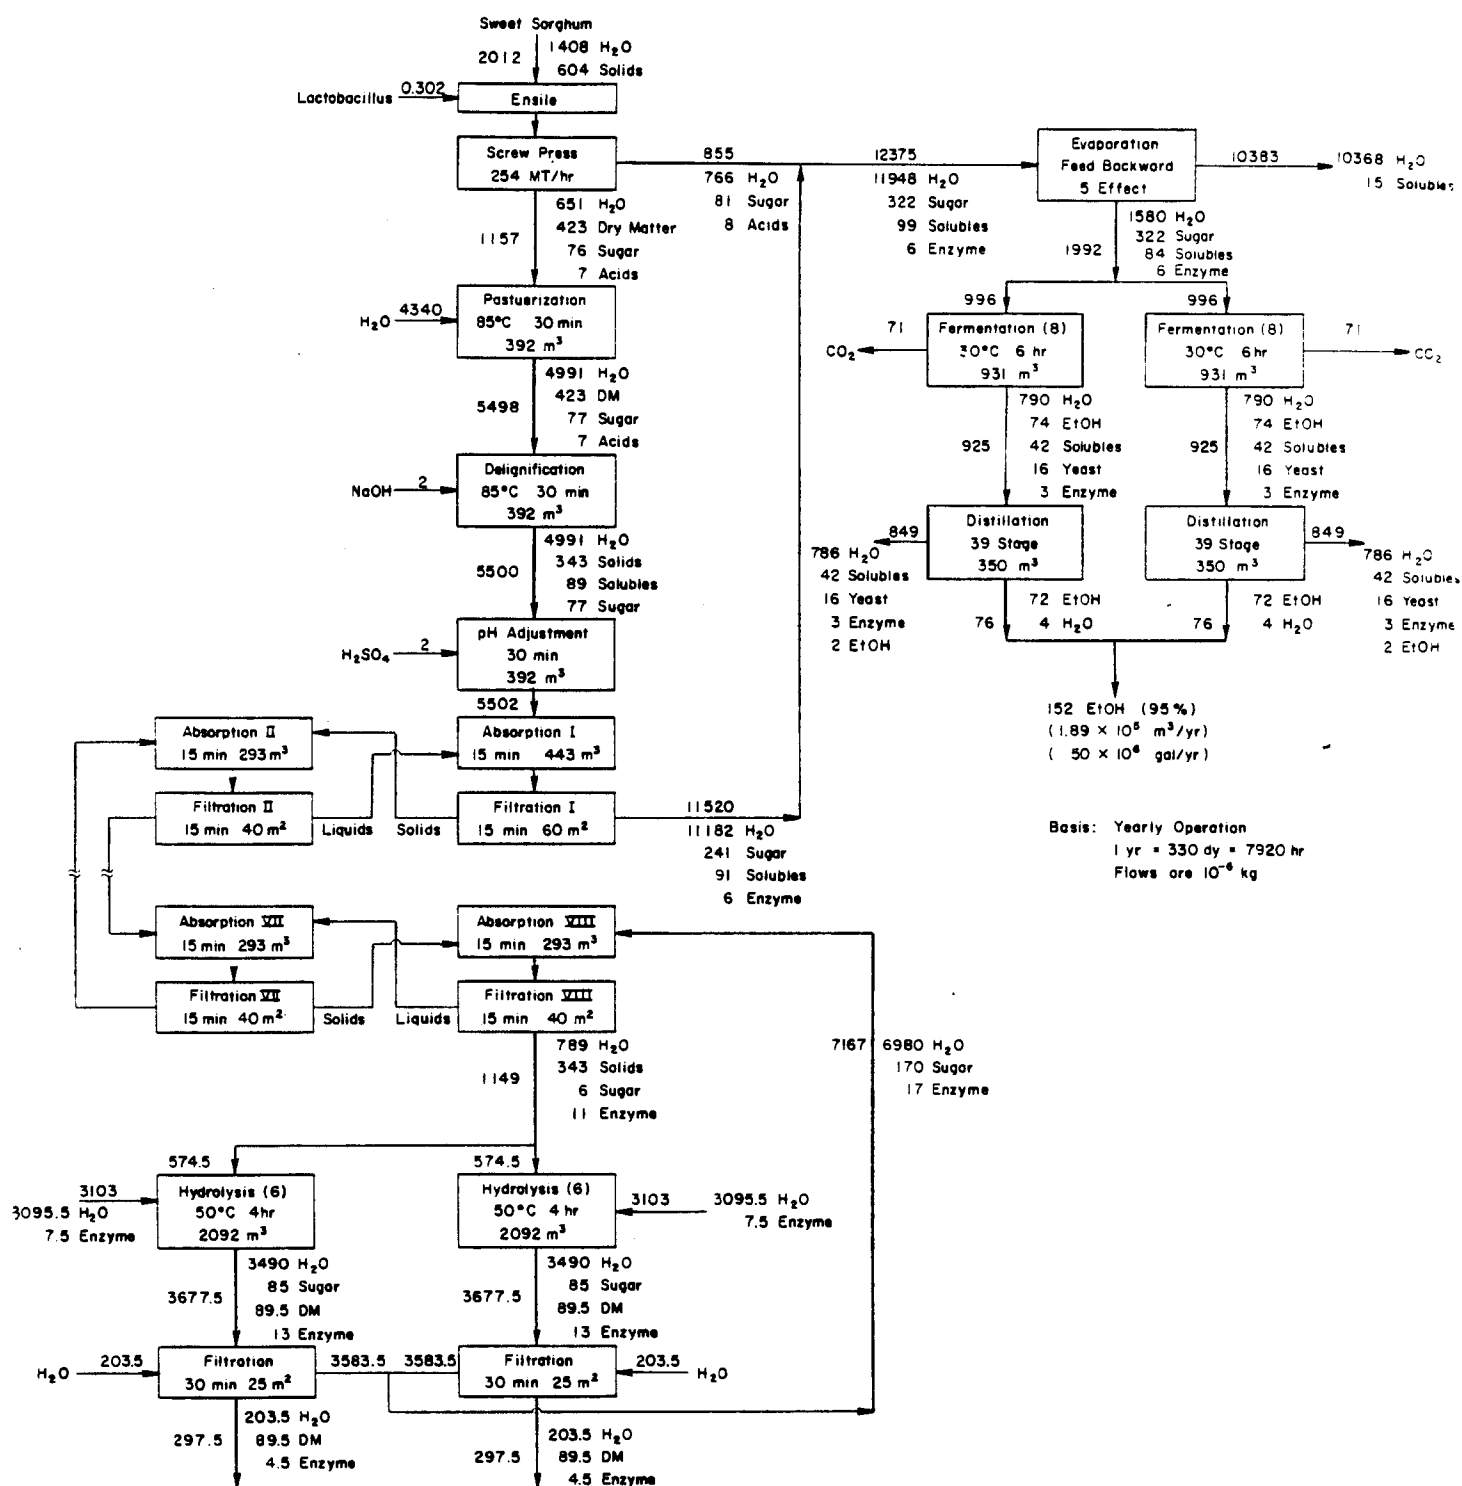 Sweet Sorghum
2012
1408 H₂O
604 Solids
Lactobacillus
0.302
Ensile
Screw Press
254 MT/hr
855
766 H₂O
81 Sugar
8 Acids
12375
11948 H₂O
322 Sugar
99 Solubles
6 Enzyme
Evaporation
Feed Backward
5 Effect
10383
10368 H₂O
15 Solubles
1157
651 H₂O
423 Dry Matter
76 Sugar
7 Acids
1992
1580 H₂O
322 Sugar
84 Solubles
6 Enzyme
H₂O
4340
Pastuerization
85°C 30 min
392 m³
996
996
CO₂
71
Fermentation (8)
30°C 6 hr
931 m³
Fermentation (8)
30°C 6 hr
931 m³
71
CO₂
5498
4991 H₂O
423 DM
77 Sugar
7 Acids
925
790 H₂O
74 EtOH
42 Solubles
16 Yeast
3 Enzyme
925
790 H₂O
74 EtOH
42 Solubles
16 Yeast
3 Enzyme
NaOH
2
Delignification
85°C 30 min
392 m³
849
786 H₂O
42 Solubles
16 Yeast
3 Enzyme
2 EtOH
Distillation
39 Stage
350 m³
Distillation
39 Stage
350 m³
849
786 H₂O
42 Solubles
16 Yeast
3 Enzyme
2 EtOH
5500
4991 H₂O
343 Solids
89 Solubles
77 Sugar
76
72 EtOH
4 H₂O
76
72 EtOH
4 H₂O
H₂SO₄
2
pH Adjustment
30 min
392 m³
5502
152 EtOH (95%)
(1.89 × 10⁵ m³/yr)
( 50 × 10⁶ gal/yr)
Absorption II
15 min 293 m³
Absorption I
15 min 443 m³
Filtration II
15 min 40 m²
Liquids
Solids
Filtration I
15 min 60 m²
11520
11182 H₂O
241 Sugar
91 Solubles
6 Enzyme
Basis: Yearly Operation
1 yr = 330 dy = 7920 hr
Flows are 10⁻⁶ kg
Absorption VII
15 min 293 m³
Absorption VIII
15 min 293 m³
Filtration VII
15 min 40 m²
Solids
Liquids
Filtration VIII
15 min 40 m²
1149
789 H₂O
343 Solids
6 Sugar
11 Enzyme
7167
6980 H₂O
170 Sugar
17 Enzyme
574.5
574.5
3103
3095.5 H₂O
7.5 Enzyme
Hydrolysis (6)
50°C 4hr
2092 m³
Hydrolysis (6)
50°C 4 hr
2092 m³
3103
3095.5 H₂O
7.5 Enzyme
3677.5
3490 H₂O
85 Sugar
89.5 DM
13 Enzyme
3677.5
3490 H₂O
85 Sugar
89.5 DM
13 Enzyme
H₂O
203.5
Filtration
30 min 25 m²
3583.5
3583.5
Filtration
30 min 25 m²
203.5
H₂O
297.5
203.5 H₂O
89.5 DM
4.5 Enzyme
297.5
203.5 H₂O
89.5 DM
4.5 Enzyme